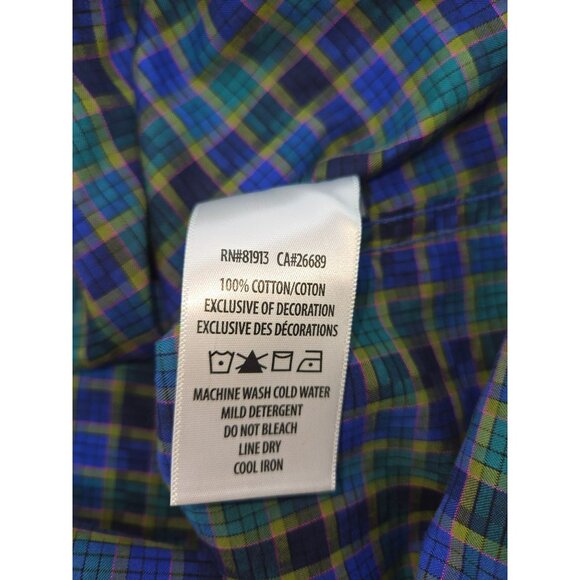 RN#81913 CA#26689
100% COTTON/COTON
EXCLUSIVE OF DECORATION
EXCLUSIVE DES DÉCORATIONS
MACHINE WASH COLD WATER
MILD DETERGENT
DO NOT BLEACH
LINE DRY
COOL IRON